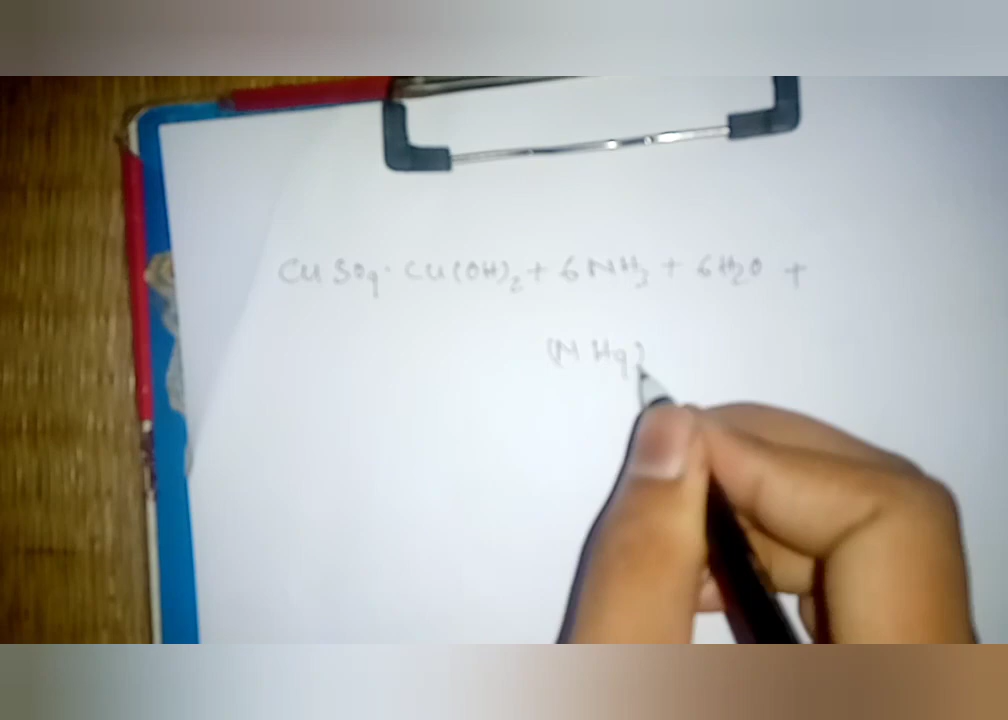 CuSO4·Cu(OH)2 + 6NH3 + 6H2O +
(NH4)